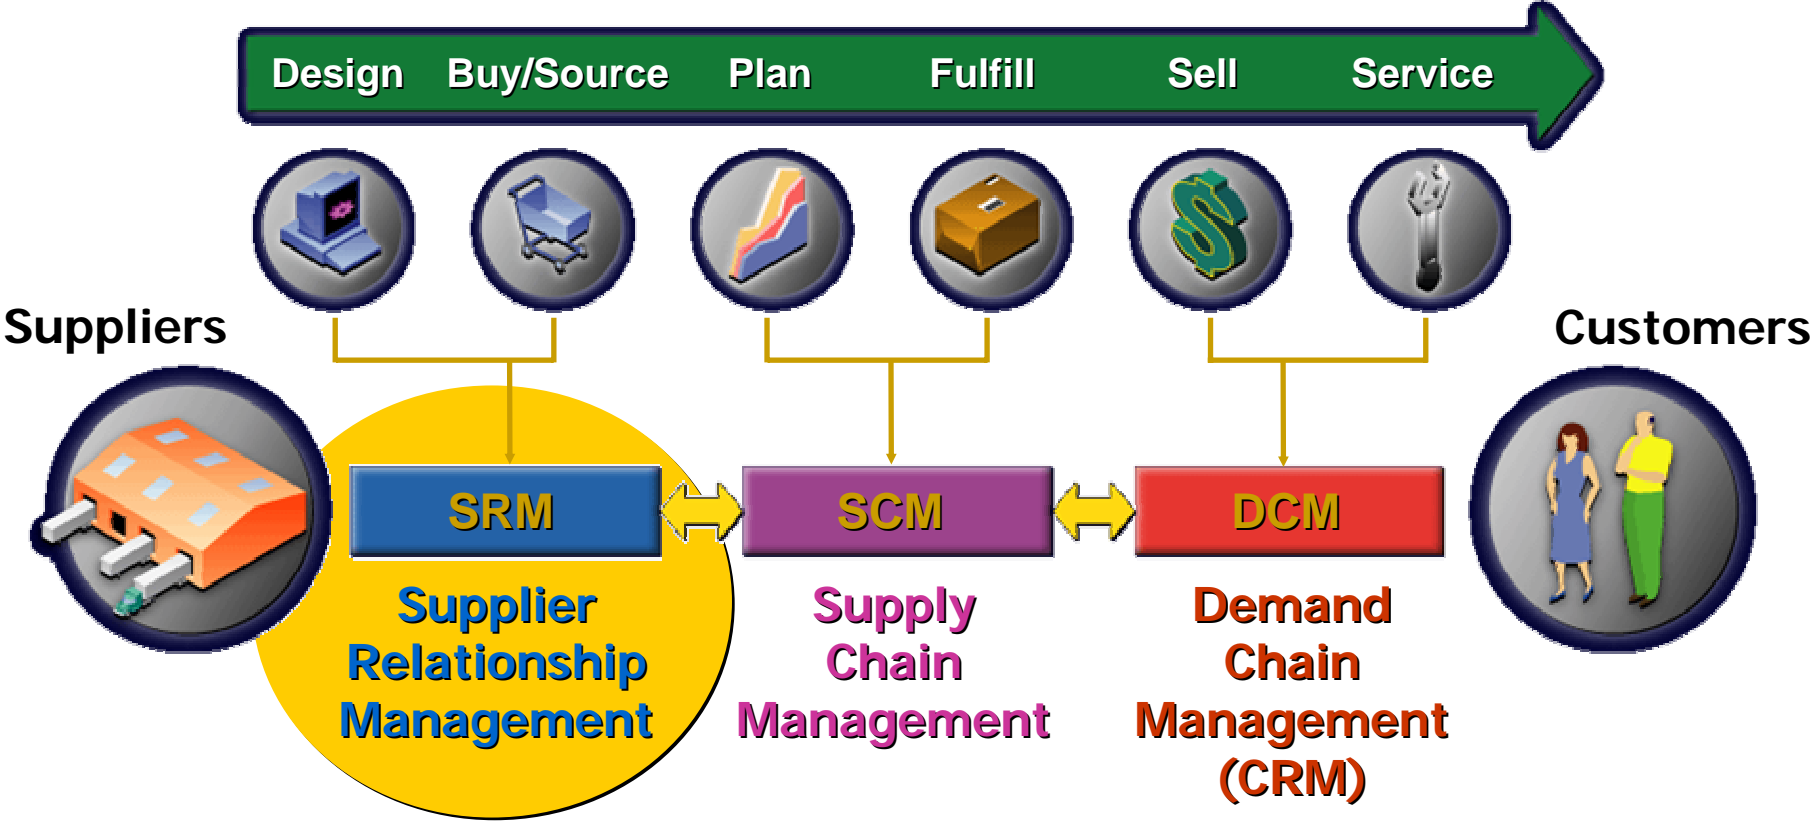 Design Buy/Source Plan Fulfill Sell Service
Suppliers
Customers
SRM
SCM
DCM
Supplier
Relationship
Management
Supply
Chain
Management
Demand
Chain
Management
(CRM)